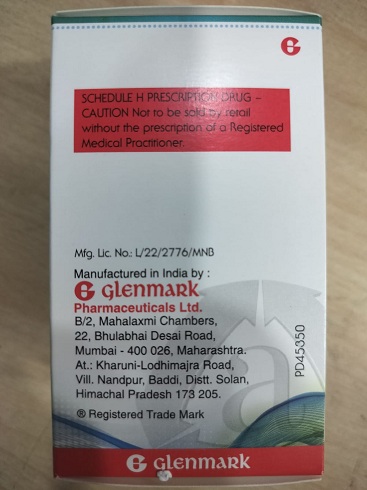 SCHEDULE H PRESCRIPTION DRUG –
CAUTION Not to be sold by retail
without the prescription of a Registered
Medical Practitioner.
Mfg. Lic. No.: L/22/2776/MNB
Manufactured in India by :
glenmark
Pharmaceuticals Ltd.
B/2, Mahalaxmi Chambers,
22, Bhulabhai Desai Road,
Mumbai - 400 026, Maharashtra.
At.: Kharuni-Lodhimajra Road,
Vill. Nandpur, Baddi, Distt. Solan,
Himachal Pradesh 173 205.
® Registered Trade Mark
PD45350
glenmark